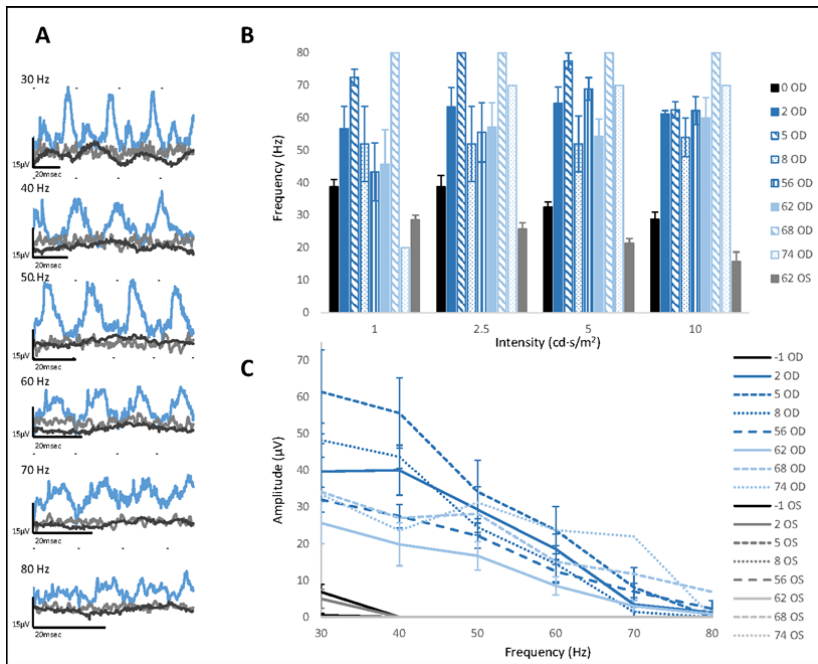 A
30 Hz
15μV
20msec
40 Hz
15μV
20msec
50 Hz
15μV
20msec
60 Hz
15μV
20msec
70 Hz
15μV
20msec
80 Hz
15μV
20msec
B
Frequency (Hz)
80
70
60
50
40
30
20
10
0
1 2.5 5 10
Intensity (cd·s/m²)
0 OD
2 OD
5 OD
8 OD
56 OD
62 OD
68 OD
74 OD
62 OS
C
Amplitude (μV)
70
60
50
40
30
20
10
0
30 40 50 60 70 80
Frequency (Hz)
-1 OD
2 OD
5 OD
8 OD
56 OD
62 OD
68 OD
74 OD
-1 OS
2 OS
5 OS
8 OS
56 OS
62 OS
68 OS
74 OS